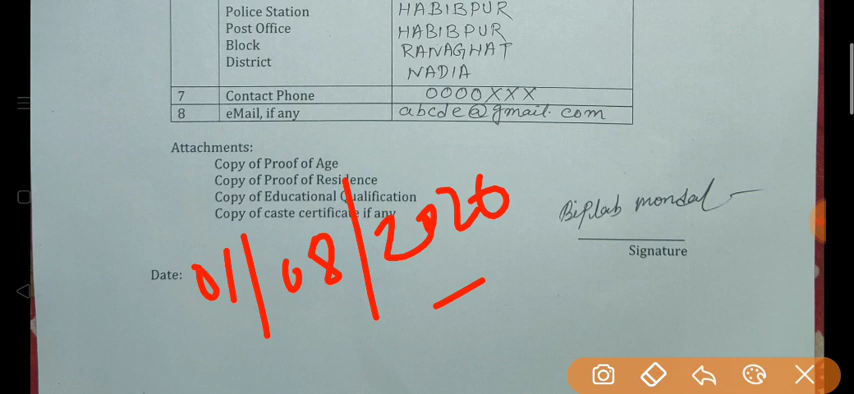 Police Station HABIBPUR
Post Office HABIBPUR
Block RANAGHAT
District NADIA
7 Contact Phone 0000XXX
8 eMail, if any abcde@gmail.com
Attachments:
Copy of Proof of Age
Copy of Proof of Residence
Copy of Educational Qualification
Copy of caste certificate if any
Biplab mondal
Signature
Date: 01/08/2020